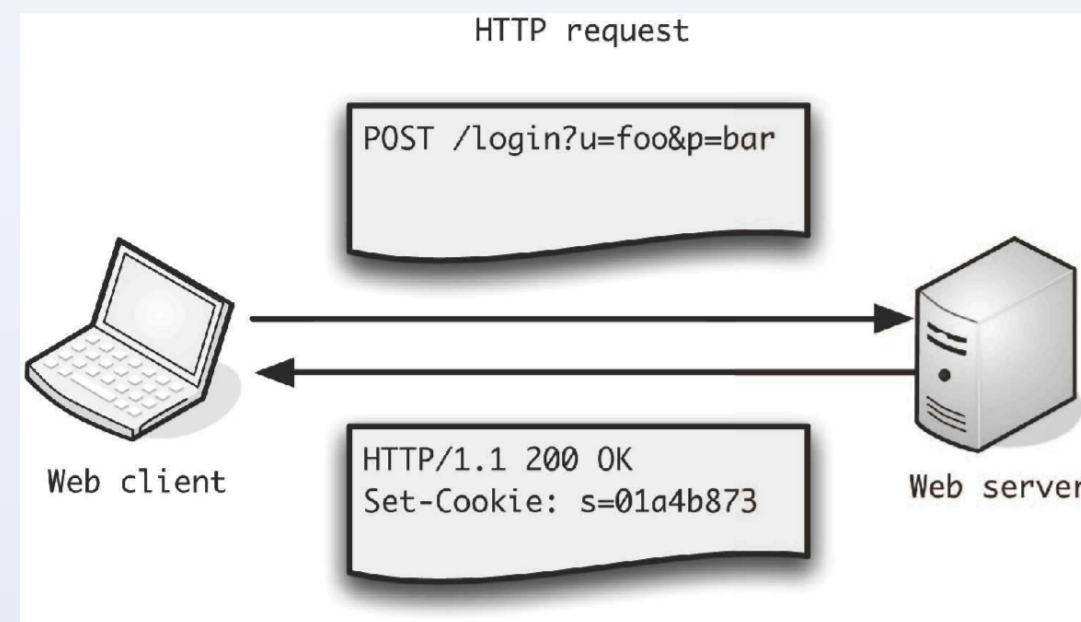 HTTP request
POST /login?u=foo&p=bar
Web client
HTTP/1.1 200 OK
Set-Cookie: s=01a4b873
Web server